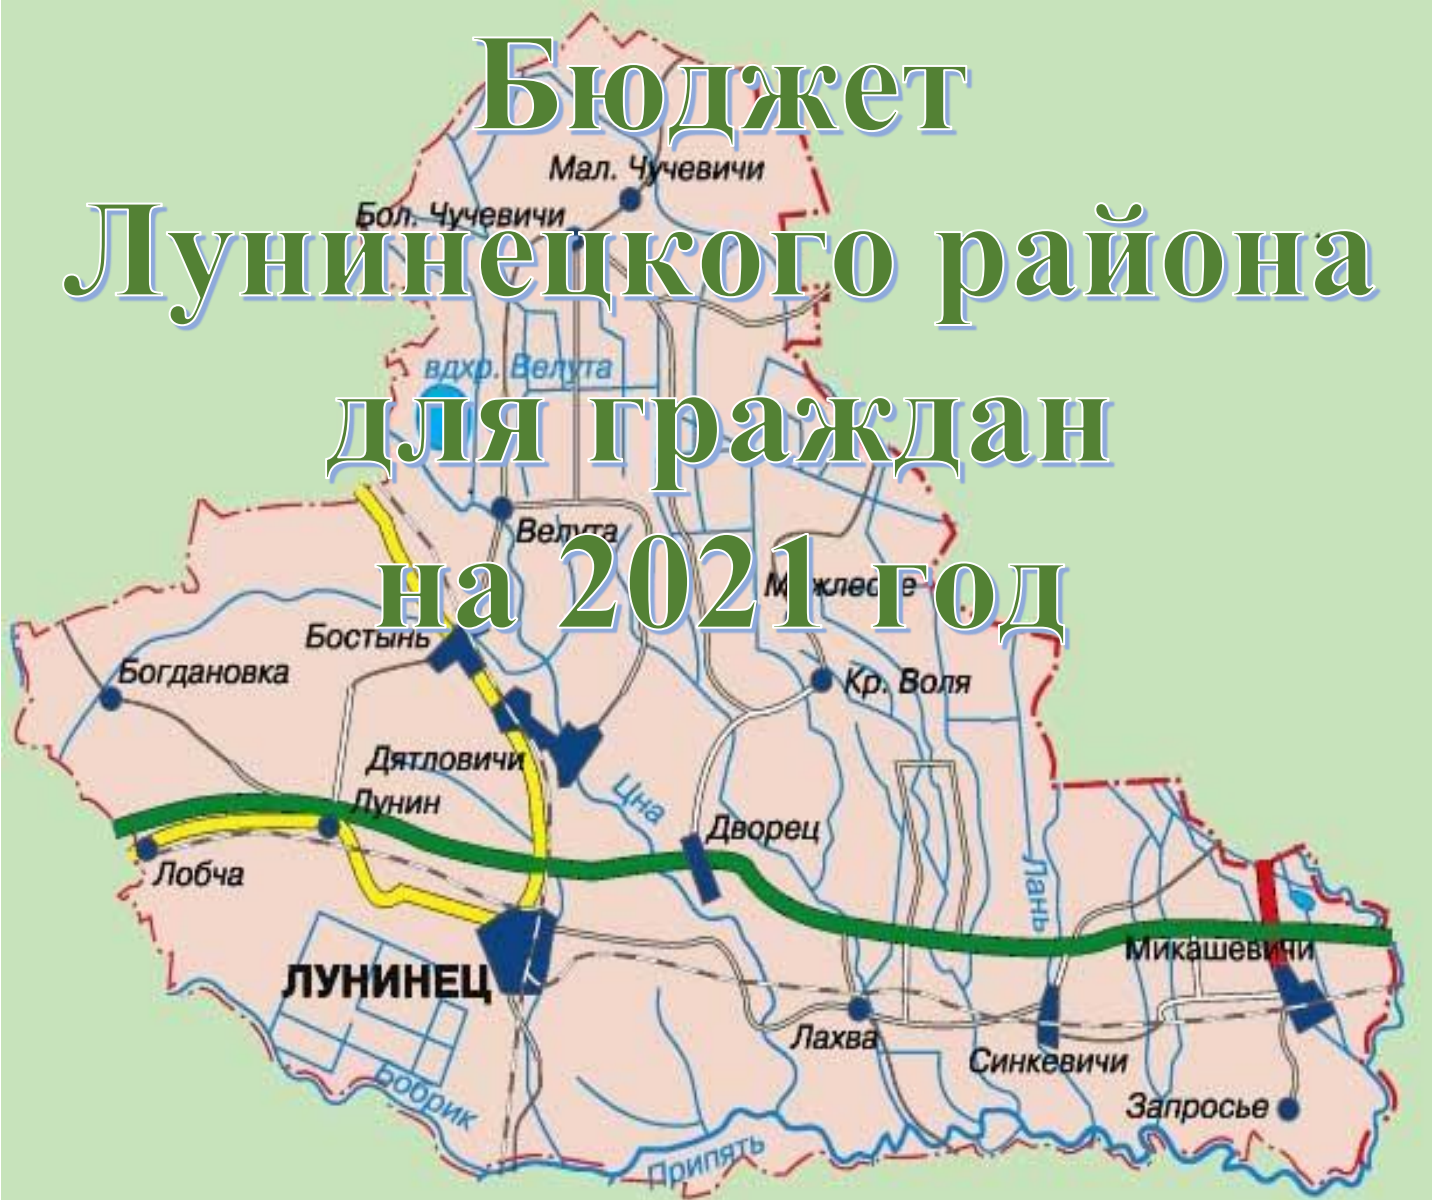 Бюджет
Мал. Чучевичи
Бол. Чучевичи
Лунинецкого района
вдхр. Велута
для граждан
Велута
на 2021 год
Межлесье
Бостынь
Богдановка
Кр. Воля
Дятловичи
Лунин
Цна
Дворец
Лобча
Лань
Микашевичи
ЛУНИНЕЦ
Лахва
Синкевичи
Бобрик
Запросье
Припять